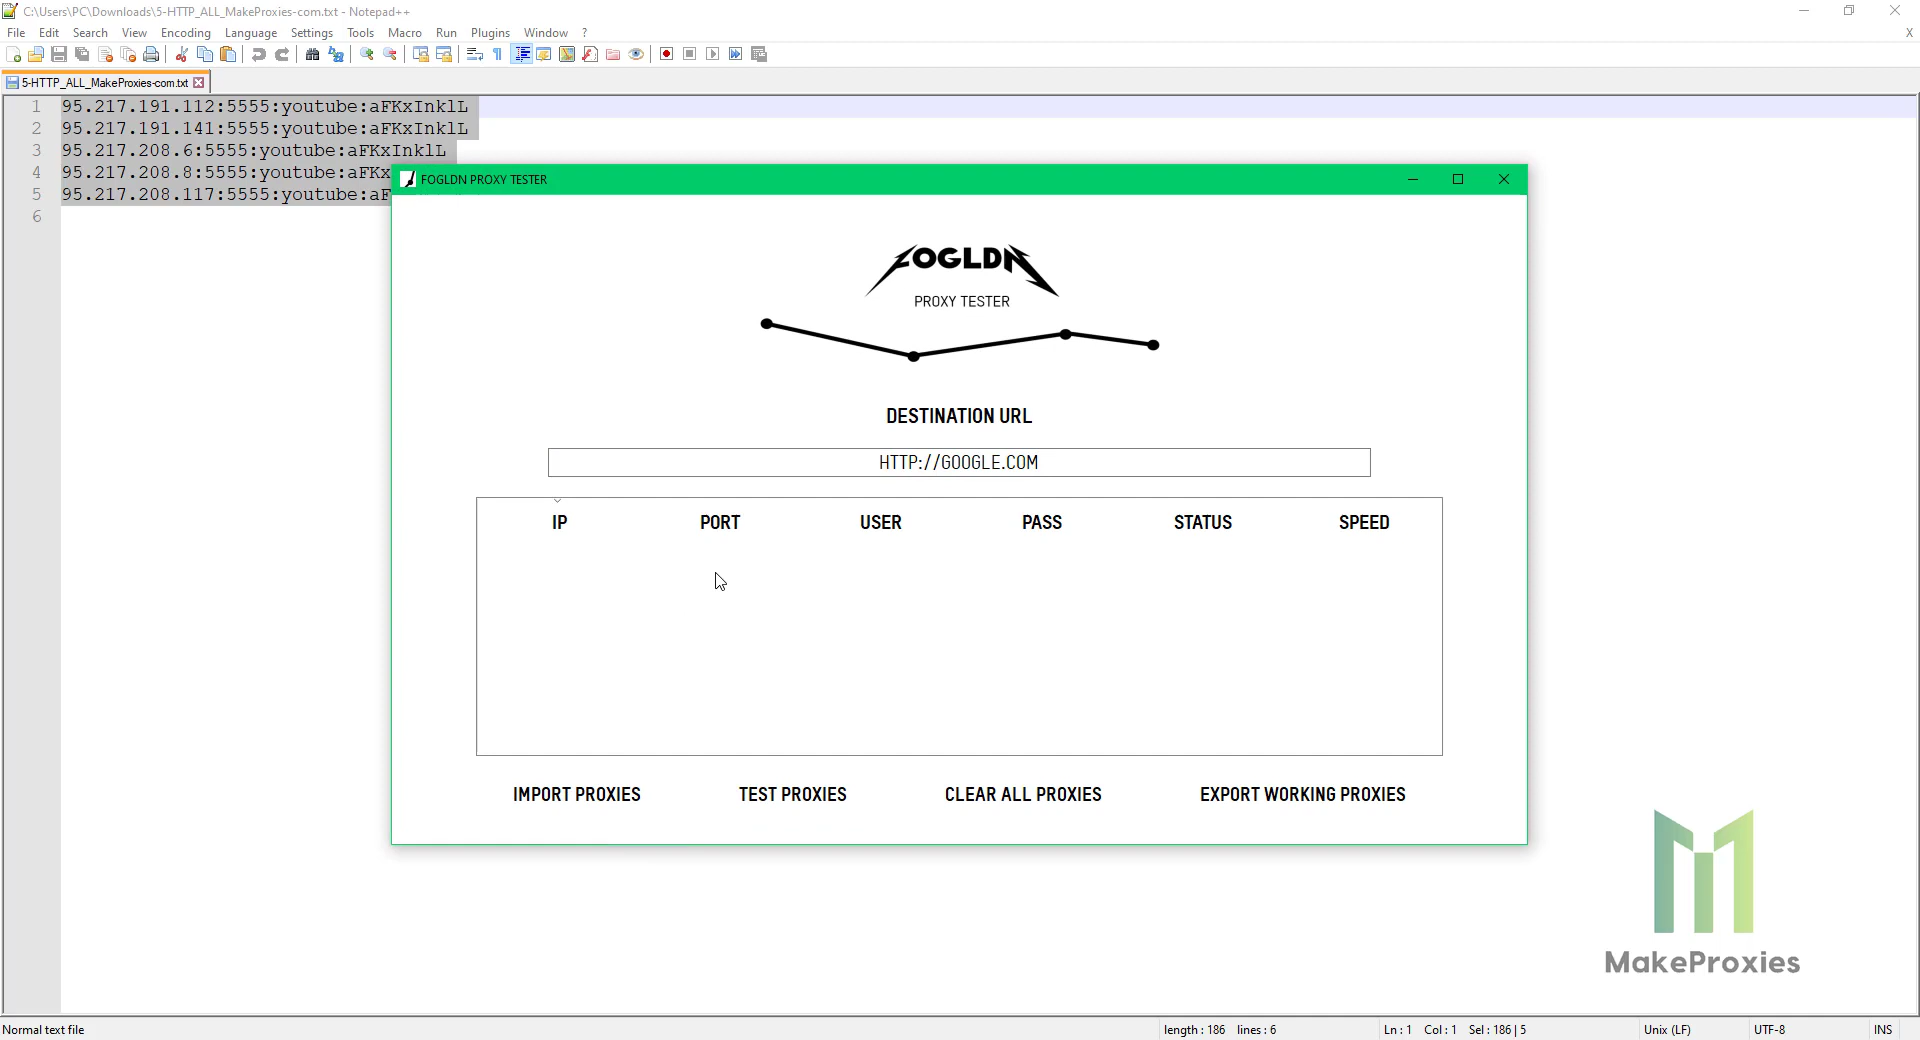 C:\Users\PC\Downloads\5-HTTP_ALL_MakeProxies-com.txt - Notepad++
File Edit Search View Encoding Language Settings Tools Macro Run Plugins Window ? X
5-HTTP_ALL_MakeProxies-com.txt
1 95.217.191.112:5555:youtube:aFKxInklL
2 95.217.191.141:5555:youtube:aFKxInklL
3 95.217.208.6:5555:youtube:aFKxInklL
4 95.217.208.8:5555:youtube:aFKx
5 95.217.208.117:5555:youtube:aF
6
FOGLDN PROXY TESTER
FOGLDN
PROXY TESTER
DESTINATION URL
HTTP://GOOGLE.COM
IP PORT USER PASS STATUS SPEED
IMPORT PROXIES TEST PROXIES CLEAR ALL PROXIES EXPORT WORKING PROXIES
MakeProxies
Normal text file length : 186 lines : 6 Ln : 1 Col : 1 Sel : 186 | 5 Unix (LF) UTF-8 INS